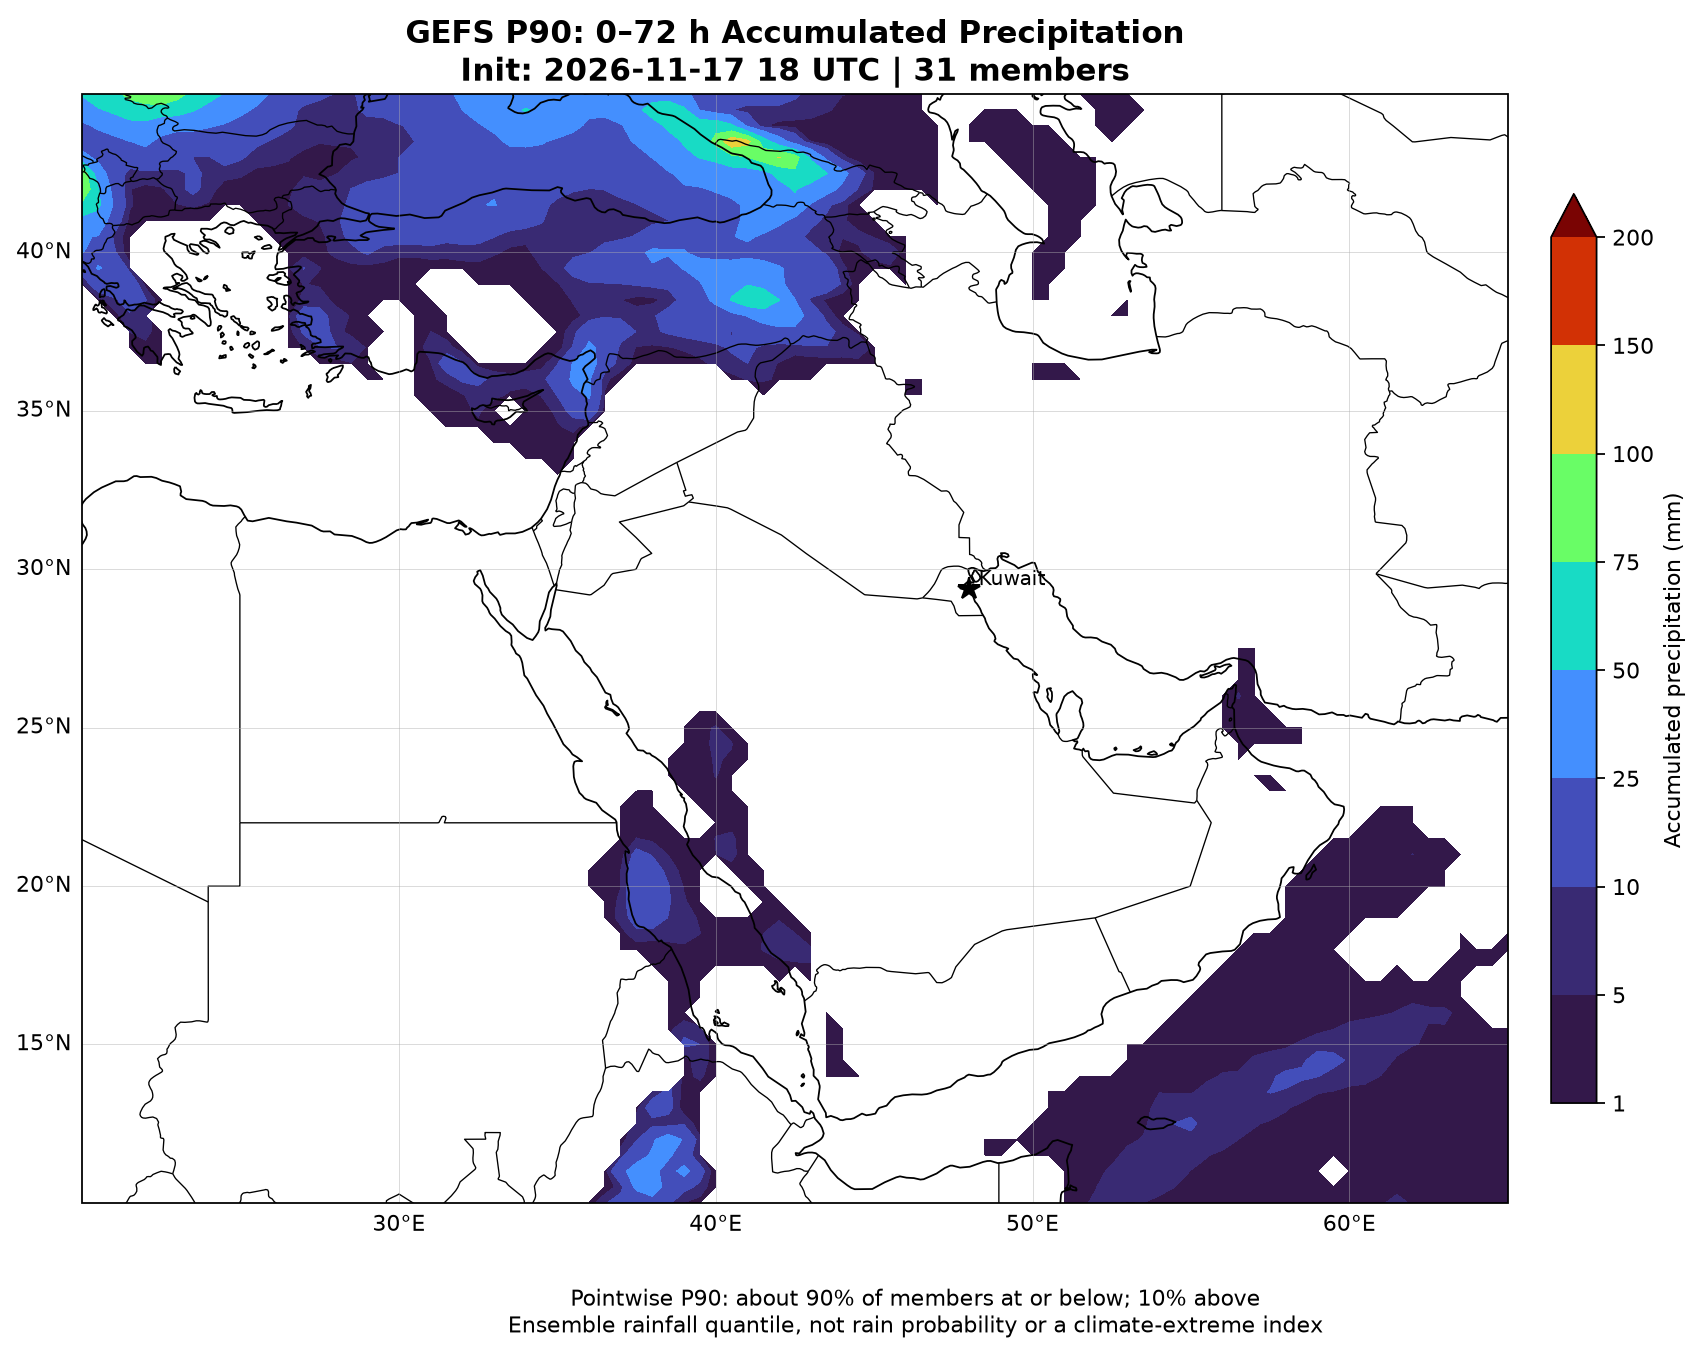 GEFS P90: 0–72 h Accumulated Precipitation
Init: 2026-11-17 18 UTC | 31 members
40°N
35°N
30°N
25°N
20°N
15°N
30°E
40°E
50°E
60°E
Kuwait
200
150
100
75
50
25
10
5
1
Accumulated precipitation (mm)
Pointwise P90: about 90% of members at or below; 10% above
Ensemble rainfall quantile, not rain probability or a climate-extreme index